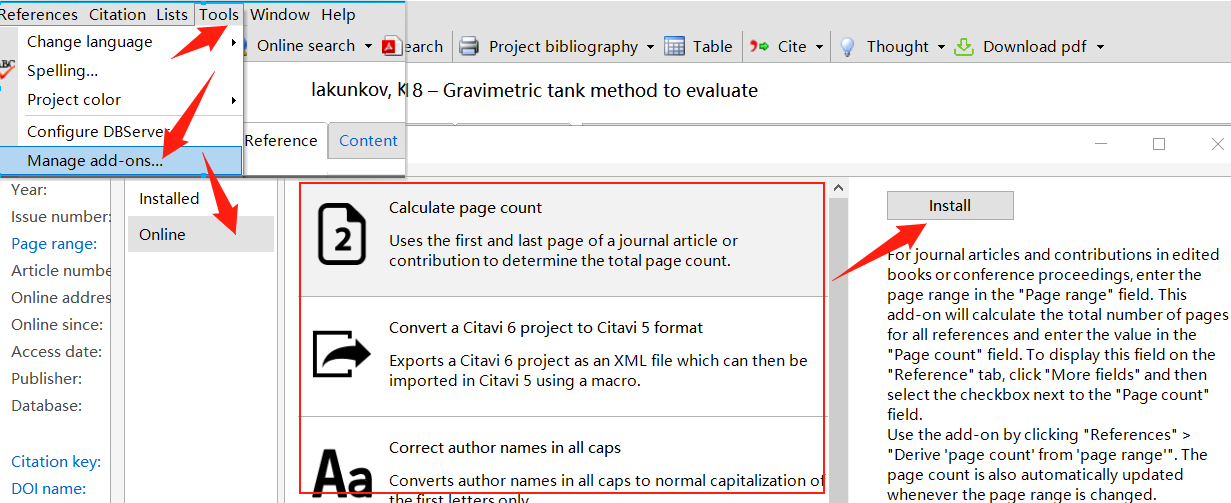 References Citation Lists Tools Window Help
Change language
Spelling...
Project color
Configure DBServer
Manage add-ons...
Online search
earch
Project bibliography
Table
Cite
Thought
Download pdf
lakunkov, K
8 – Gravimetric tank method to evaluate
Reference
Content
Year:
Issue number:
Page range:
Article numbe
Online addres
Online since:
Access date:
Publisher:
Database:
Citation key:
DOI name:
Installed
Online
Calculate page count
Uses the first and last page of a journal article or
contribution to determine the total page count.
Convert a Citavi 6 project to Citavi 5 format
Exports a Citavi 6 project as an XML file which can then be
imported in Citavi 5 using a macro.
Correct author names in all caps
Converts author names in all caps to normal capitalization of
the first letters only.
Install
For journal articles and contributions in edited
books or conference proceedings, enter the
page range in the "Page range" field. This
add-on will calculate the total number of pages
for all references and enter the value in the
"Page count" field. To display this field on the
"Reference" tab, click "More fields" and then
select the checkbox next to the "Page count"
field.
Use the add-on by clicking "References" >
"Derive 'page count' from 'page range'". The
page count is also automatically updated
whenever the page range is changed.
2
Aa